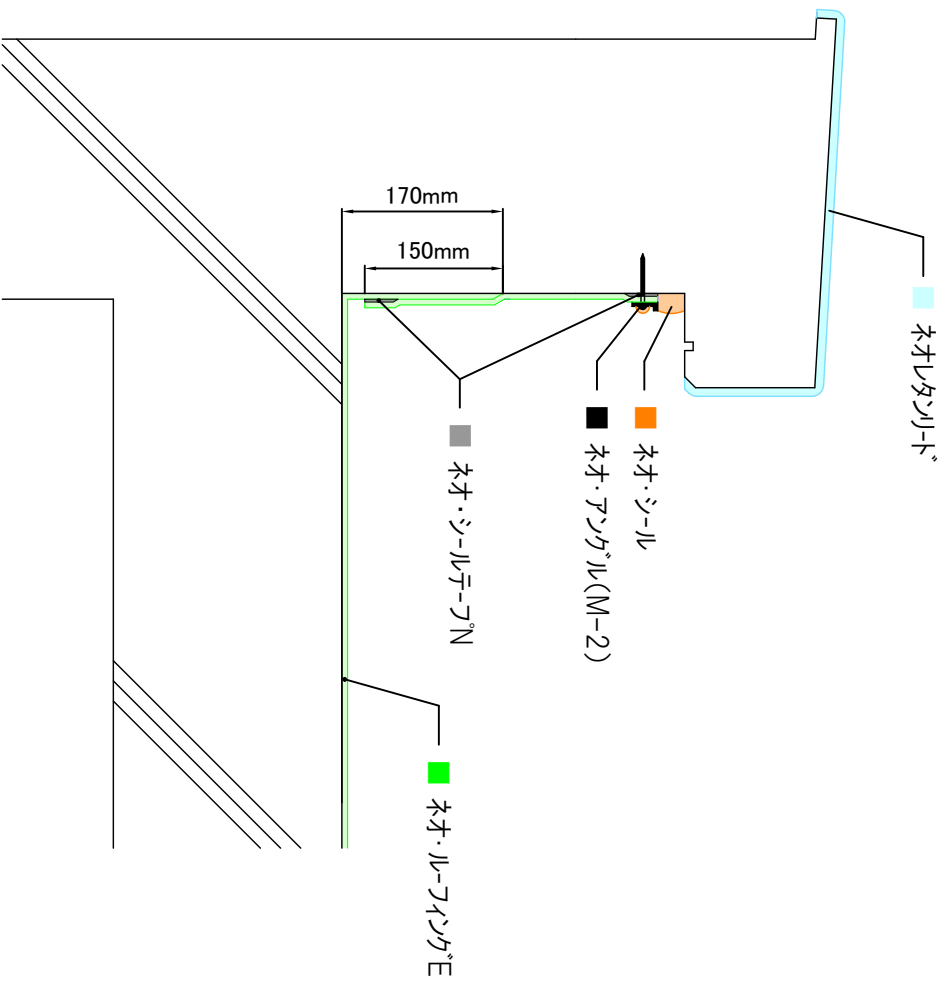 170mm
150mm
ネオレタンリード
ネオ・シール
ネオ・アングル(M-2)
ネオ・シールテープN
ネオ・ルーフィングE